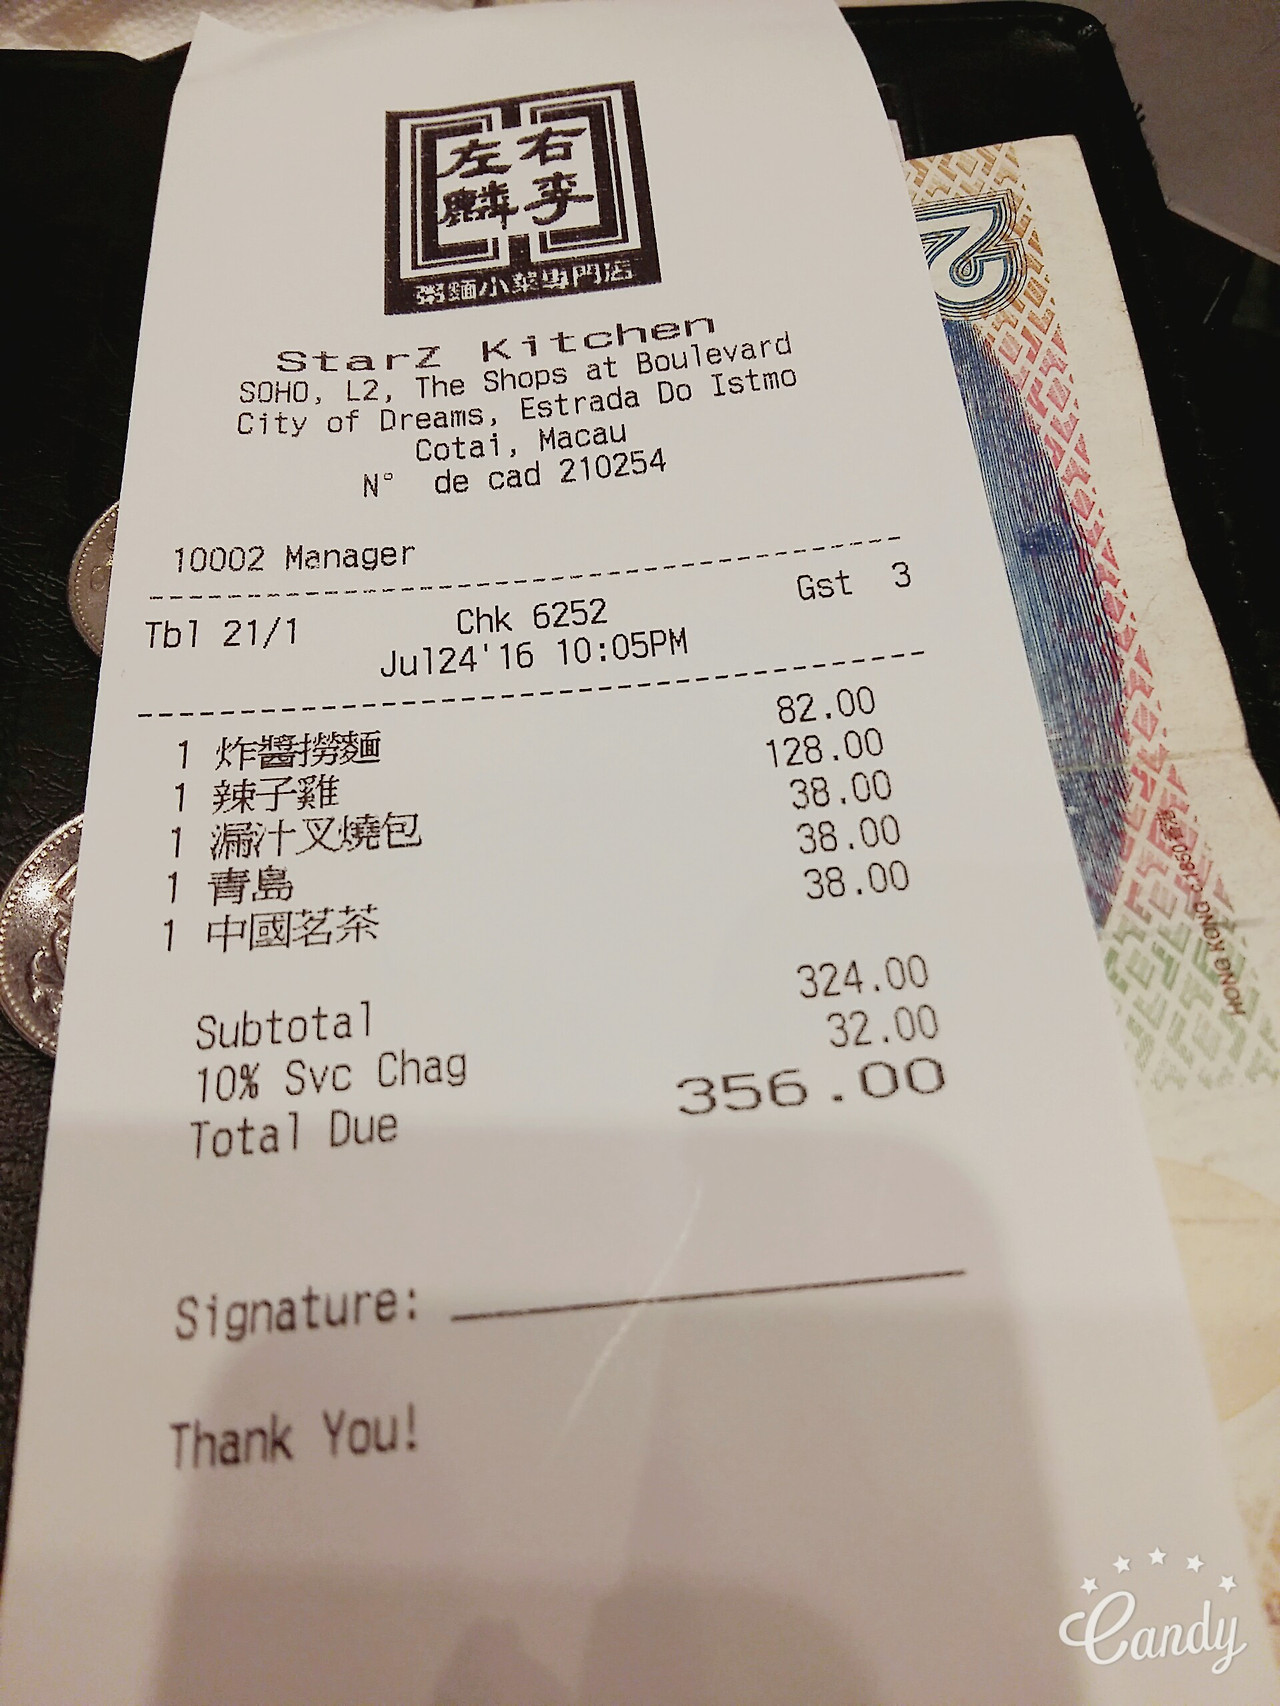 左右
麟李
粥麵小菜專門店
StarZ Kitchen
SOHO, L2, The Shops at Boulevard
City of Dreams, Estrada Do Istmo
Cotai, Macau
N° de cad 210254
10002 Manager
Tbl 21/1 Chk 6252 Gst 3
Jul24'16 10:05PM
1 炸醬撈麵 82.00
1 辣子雞 128.00
1 漏汁叉燒包 38.00
1 青島 38.00
1 中國茗茶 38.00
Subtotal 324.00
10% Svc Chag 32.00
Total Due 356.00
Signature:
Thank You!
HONG KONG
Candy